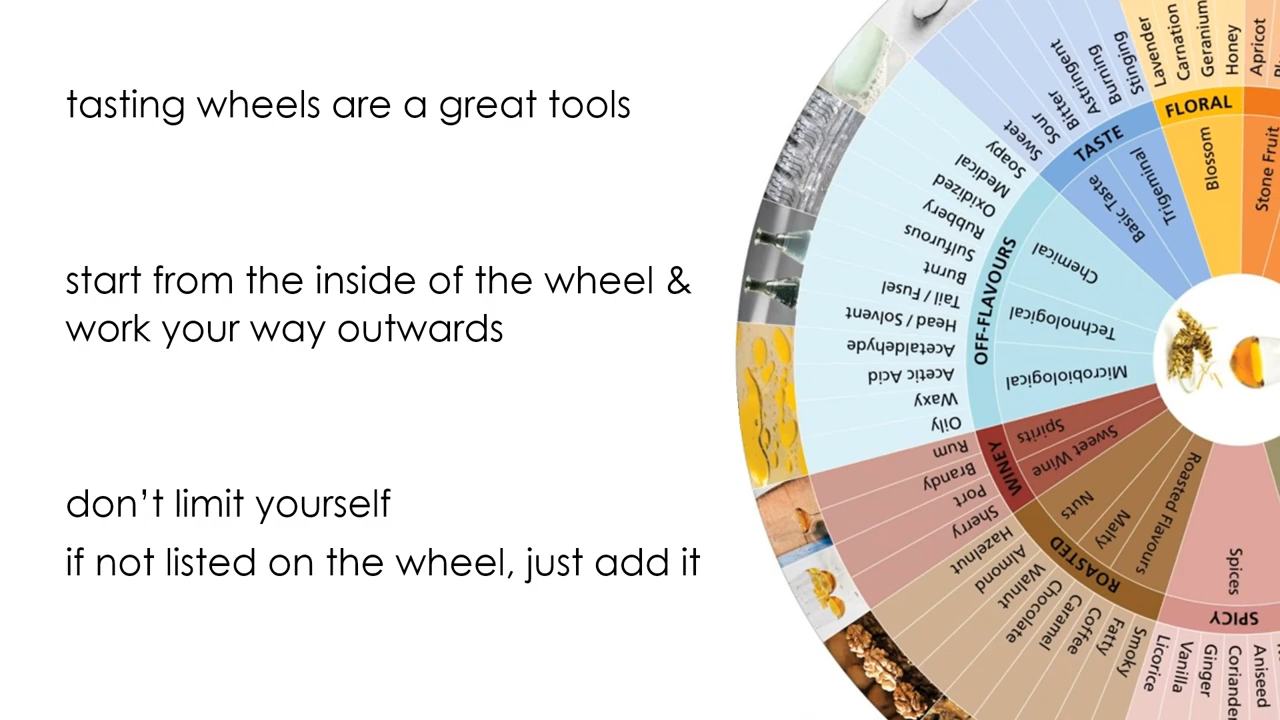 tasting wheels are a great tools
start from the inside of the wheel &
work your way outwards
don't limit yourself
if not listed on the wheel, just add it
Lavender
Carnation
Geranium
Honey
Apricot
FLORAL
Blossom
Stone Fruit
Stinging
Burning
Astringent
Bitter
Sour
Sweet
TASTE
Trigeminal
Basic Taste
Soapy
Medical
Oxidized
Rubbery
Sulfurous
Burnt
Tail / Fusel
Head / Solvent
Acetaldehyde
Acetic Acid
Waxy
Oily
OFF-FLAVOURS
Chemical
Technological
Microbiological
Rum
Brandy
Port
Sherry
WINEY
Spirits
Sweet Wine
Hazelnut
Almond
Walnut
Chocolate
Caramel
Coffee
Fatty
Smoky
ROASTED
Nuts
Malty
Roasted Flavours
Spices
SPICY
Licorice
Vanilla
Ginger
Coriande
Aniseed